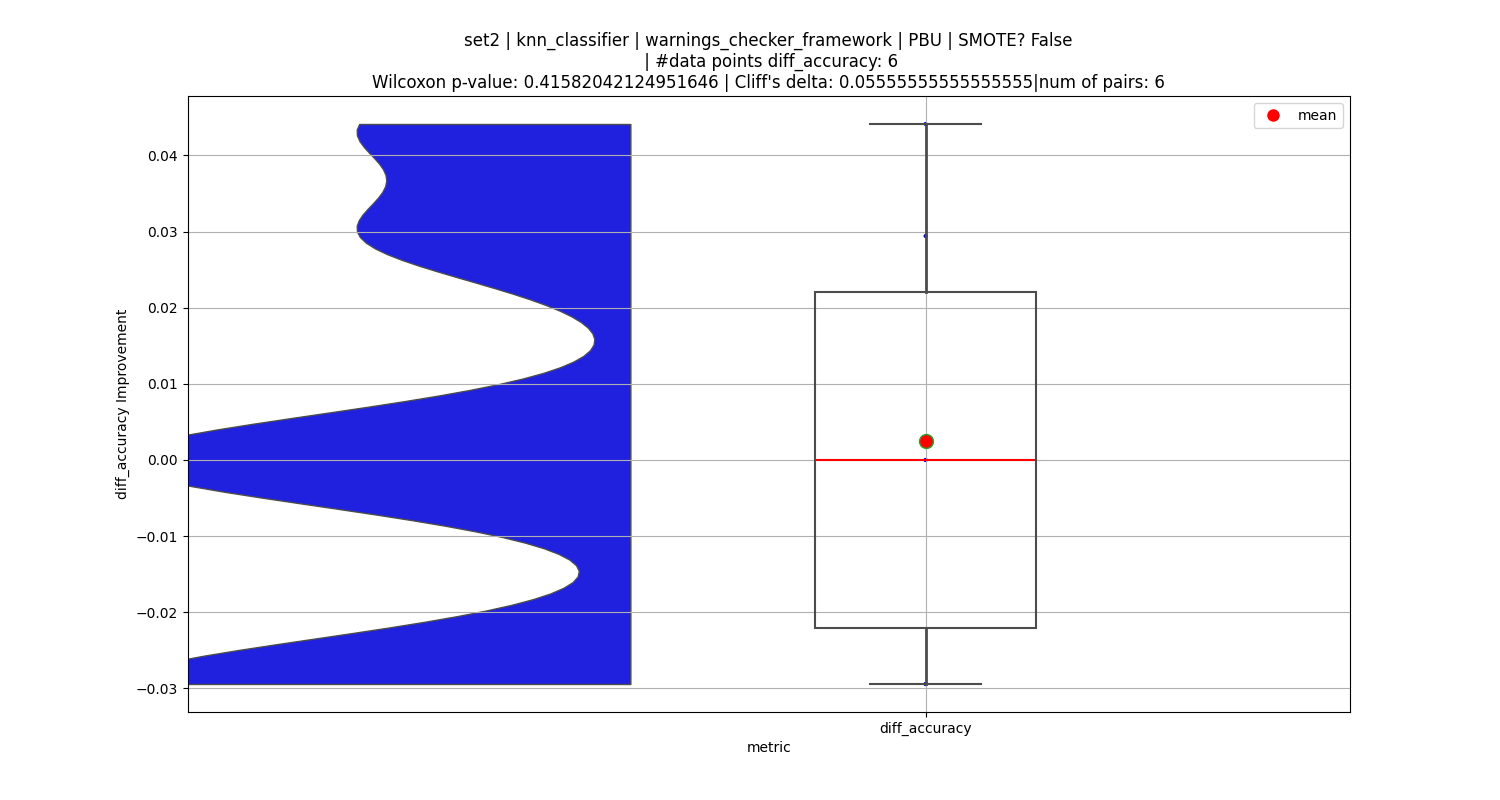 set2 | knn_classifier | warnings_checker_framework | PBU | SMOTE? False
| #data points diff_accuracy: 6
Wilcoxon p-value: 0.41582042124951646 | Cliff's delta: 0.05555555555555555|num of pairs: 6
mean
0.04
0.03
0.02
0.01
0.00
−0.01
−0.02
−0.03
diff_accuracy Improvement
diff_accuracy
metric